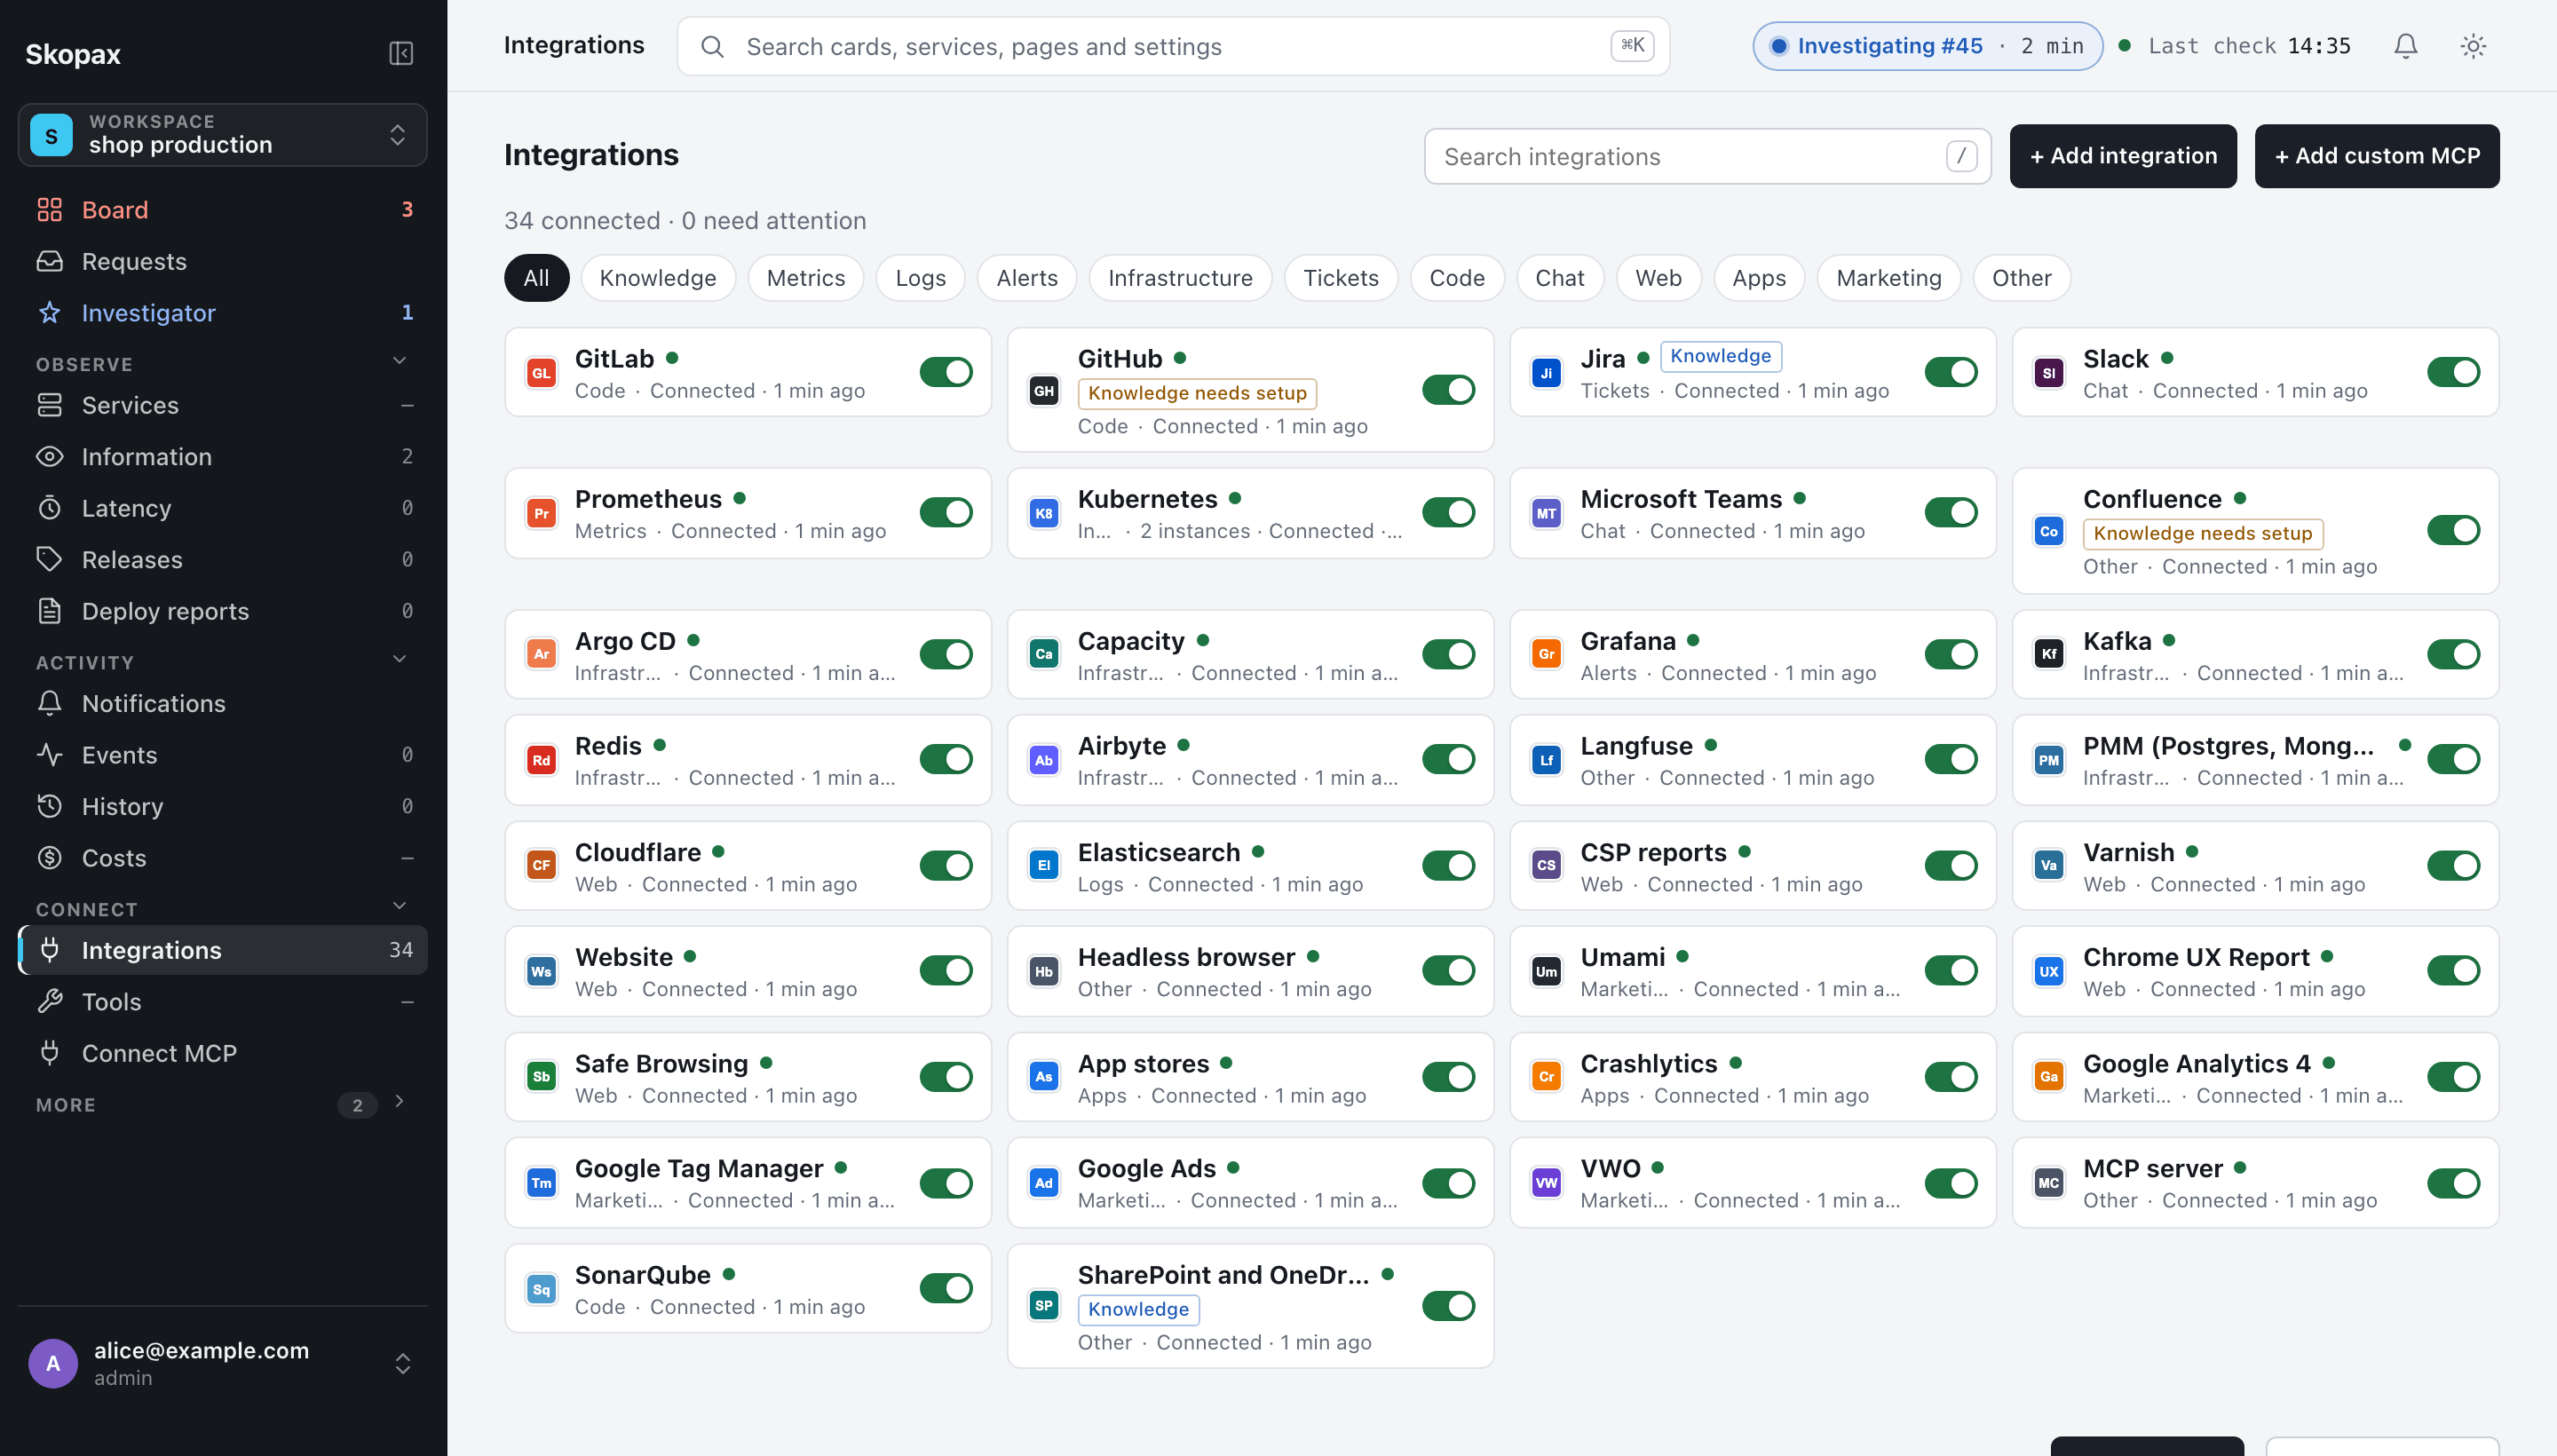 Skopax
S
WORKSPACE
shop production
Board 3
Requests
Investigator 1
OBSERVE
Services –
Information 2
Latency 0
Releases 0
Deploy reports 0
ACTIVITY
Notifications
Events 0
History 0
Costs –
CONNECT
Integrations 34
Tools –
Connect MCP
MORE 2
A
alice@example.com
admin
Integrations
Search cards, services, pages and settings
⌘K
Investigating #45 · 2 min
Last check 14:35
Integrations
Search integrations
/
+ Add integration
+ Add custom MCP
34 connected · 0 need attention
All Knowledge Metrics Logs Alerts Infrastructure Tickets Code Chat Web Apps Marketing Other
GL
GitLab
Code · Connected · 1 min ago
GH
GitHub
Knowledge needs setup
Code · Connected · 1 min ago
Ji
Jira Knowledge
Tickets · Connected · 1 min ago
Sl
Slack
Chat · Connected · 1 min ago
Pr
Prometheus
Metrics · Connected · 1 min ago
K8
Kubernetes
In... · 2 instances · Connected ·...
MT
Microsoft Teams
Chat · Connected · 1 min ago
Co
Confluence
Knowledge needs setup
Other · Connected · 1 min ago
Ar
Argo CD
Infrastr... · Connected · 1 min a...
Ca
Capacity
Infrastr... · Connected · 1 min a...
Gr
Grafana
Alerts · Connected · 1 min ago
Kf
Kafka
Infrastr... · Connected · 1 min a...
Rd
Redis
Infrastr... · Connected · 1 min a...
Ab
Airbyte
Infrastr... · Connected · 1 min a...
Lf
Langfuse
Other · Connected · 1 min ago
PM
PMM (Postgres, Mong...
Infrastr... · Connected · 1 min a...
CF
Cloudflare
Web · Connected · 1 min ago
El
Elasticsearch
Logs · Connected · 1 min ago
CS
CSP reports
Web · Connected · 1 min ago
Va
Varnish
Web · Connected · 1 min ago
Ws
Website
Web · Connected · 1 min ago
Hb
Headless browser
Other · Connected · 1 min ago
Um
Umami
Marketi... · Connected · 1 min a...
UX
Chrome UX Report
Web · Connected · 1 min ago
Sb
Safe Browsing
Web · Connected · 1 min ago
As
App stores
Apps · Connected · 1 min ago
Cr
Crashlytics
Apps · Connected · 1 min ago
Ga
Google Analytics 4
Marketi... · Connected · 1 min a...
Tm
Google Tag Manager
Marketi... · Connected · 1 min a...
Ad
Google Ads
Marketi... · Connected · 1 min a...
VW
VWO
Marketi... · Connected · 1 min a...
MC
MCP server
Other · Connected · 1 min ago
Sq
SonarQube
Code · Connected · 1 min ago
SP
SharePoint and OneDr...
Knowledge
Other · Connected · 1 min ago